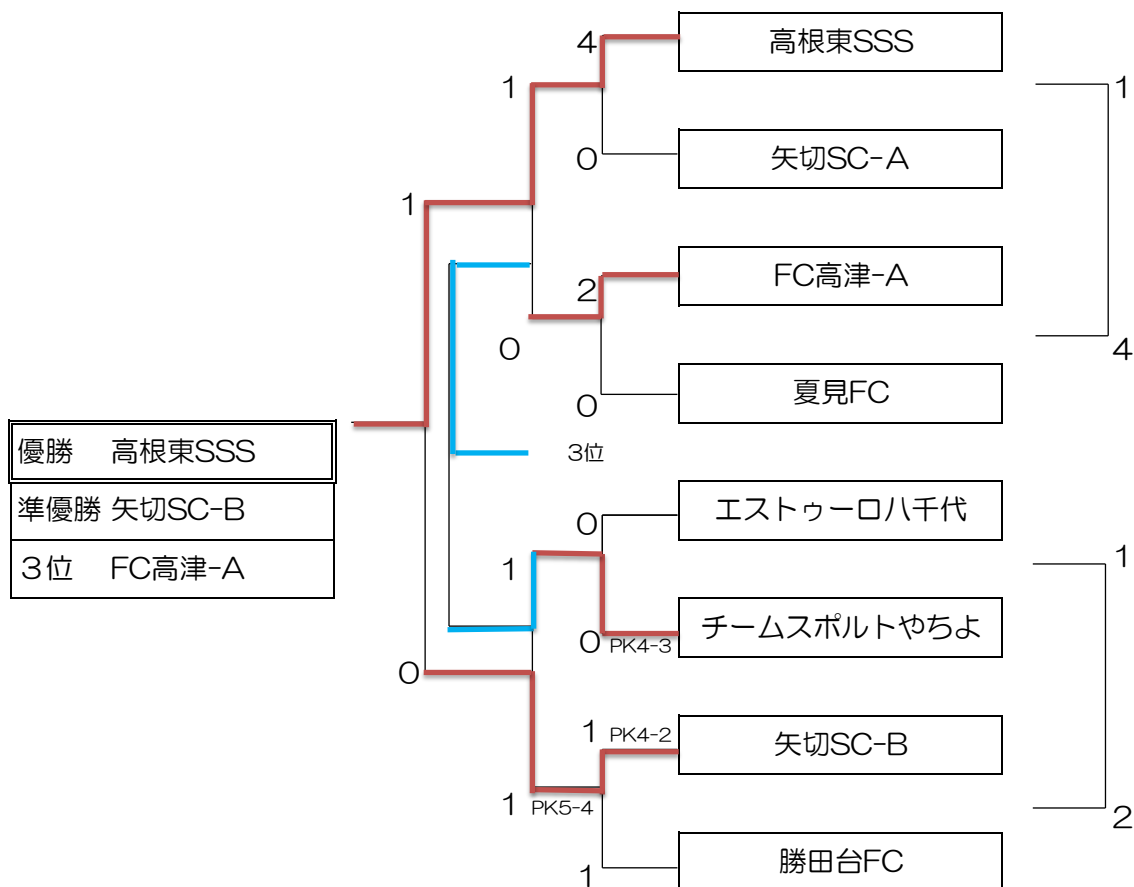 4
高根東SSS
1
1
0
矢切SC-A
1
2
FC高津-A
0
4
0
夏見FC
優勝 高根東SSS
3位
準優勝 矢切SC-B
0
エストゥーロ八千代
3位 FC高津-A
1
1
0
PK4-3
チームスポルトやちよ
0
1
PK4-2
矢切SC-B
1
PK5-4
2
1
勝田台FC